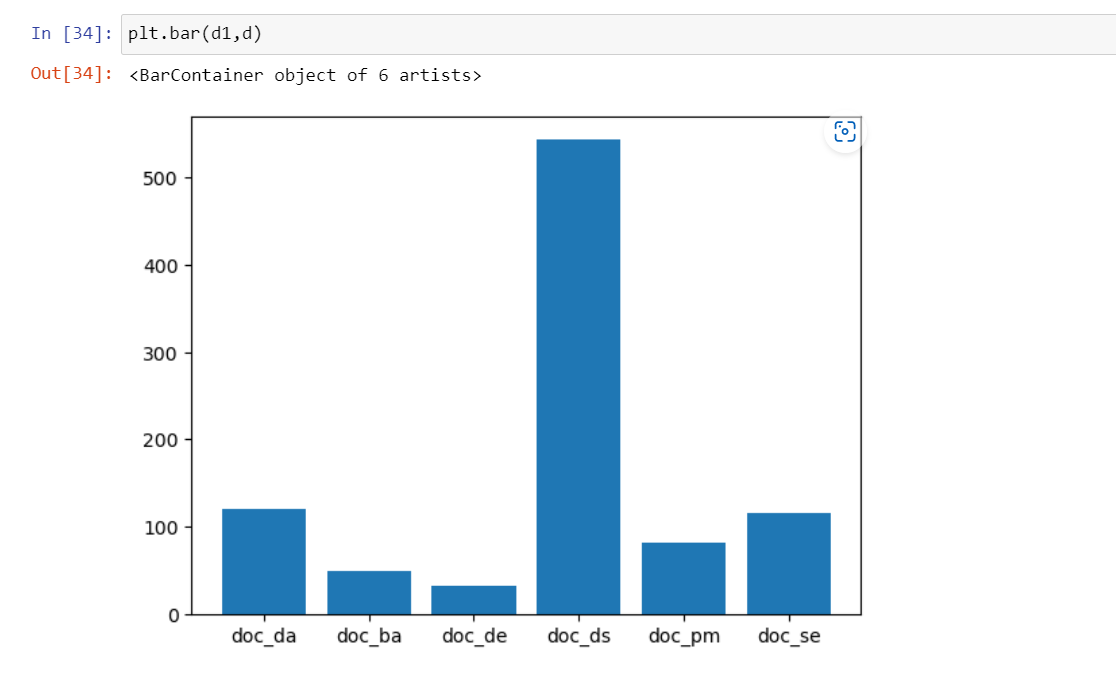 In [34]: plt.bar(d1,d)
Out[34]: <BarContainer object of 6 artists>
500
400
300
200
100
0
doc_da doc_ba doc_de doc_ds doc_pm doc_se